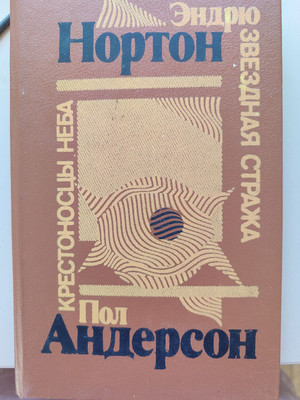 Эндрю
Нортон
ЗВЕЗДНАЯ СТРАЖА
КРЕСТОНОСЦЫ НЕБА
Пол
Андерсон